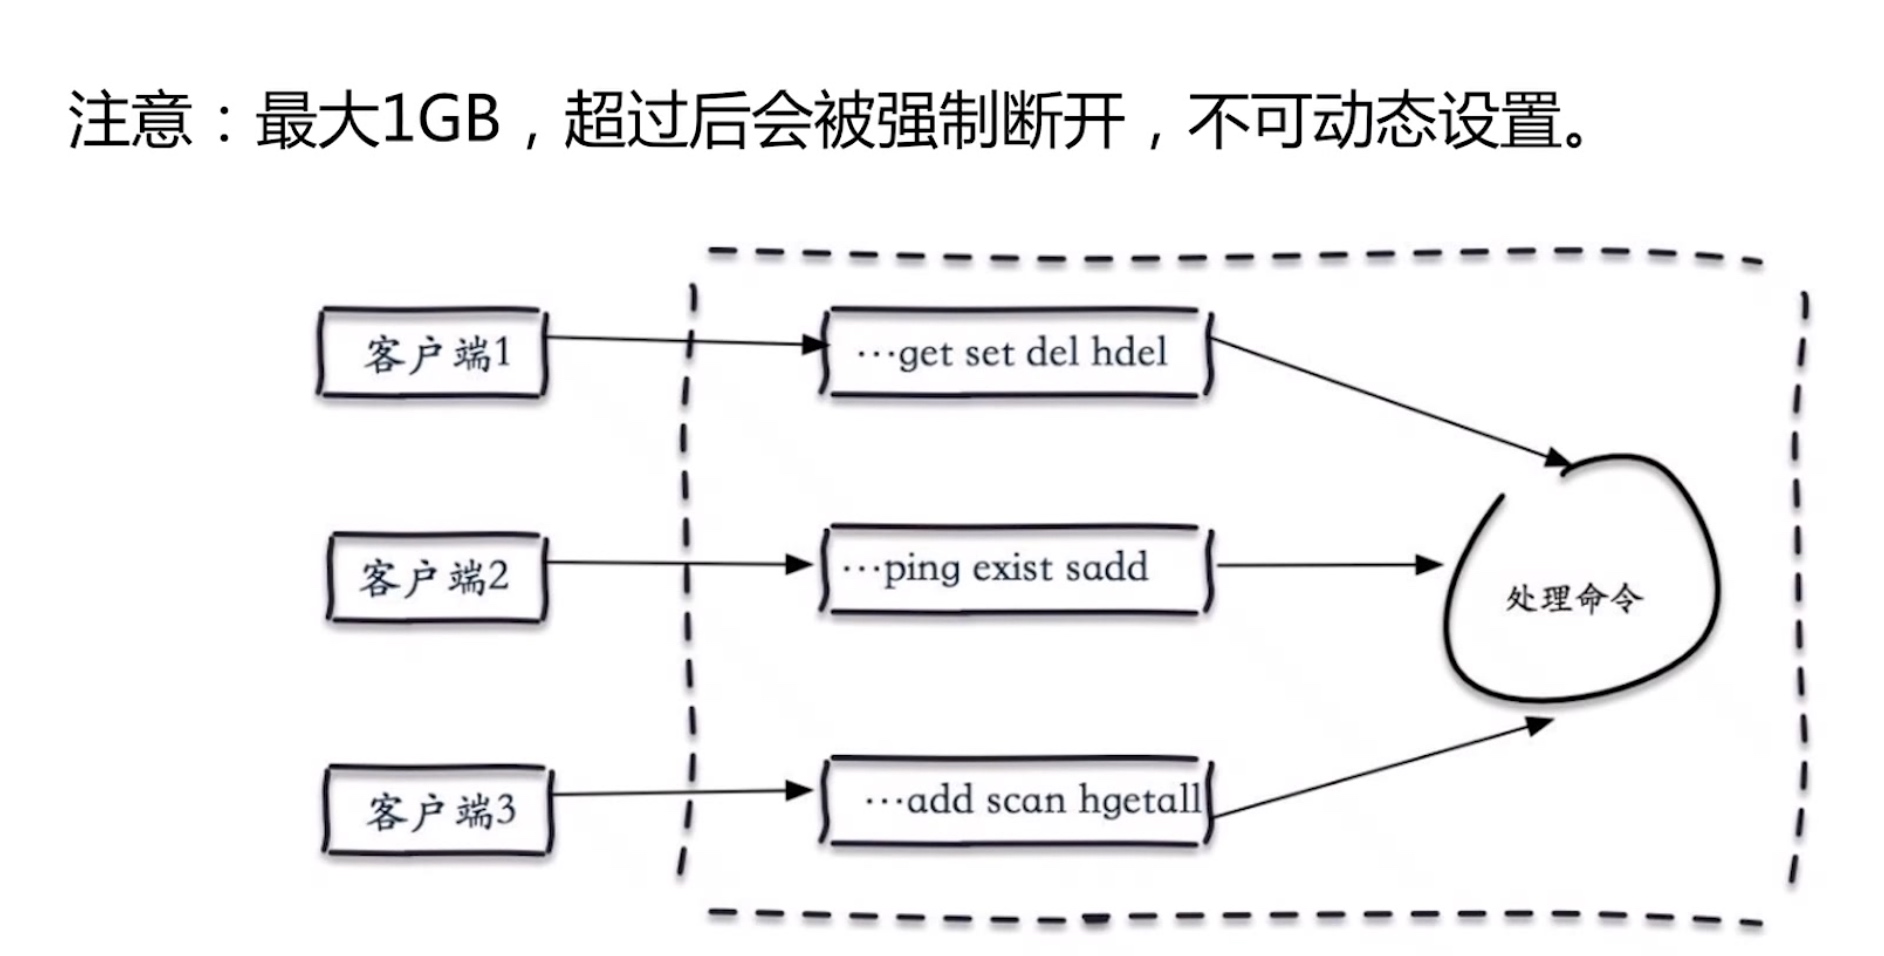 注意：最大1GB，超过后会被强制断开，不可动态设置。
客户端1
…get set del hdel
客户端2
…ping exist sadd
处理命令
客户端3
…add scan hgetall